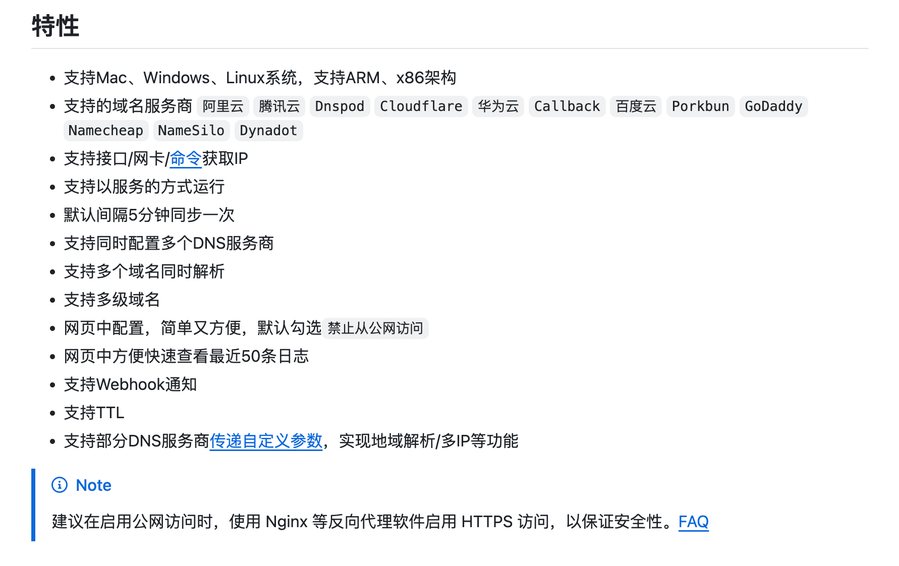 特性
支持Mac、Windows、Linux系统，支持ARM、x86架构
支持的域名服务商 阿里云 腾讯云 Dnspod Cloudflare 华为云 Callback 百度云 Porkbun GoDaddy
Namecheap NameSilo Dynadot
支持接口/网卡/命令获取IP
支持以服务的方式运行
默认间隔5分钟同步一次
支持同时配置多个DNS服务商
支持多个域名同时解析
支持多级域名
网页中配置，简单又方便，默认勾选禁止从公网访问
网页中方便快速查看最近50条日志
支持Webhook通知
支持TTL
支持部分DNS服务商传递自定义参数，实现地域解析/多IP等功能
Note
建议在启用公网访问时，使用 Nginx 等反向代理软件启用 HTTPS 访问，以保证安全性。FAQ